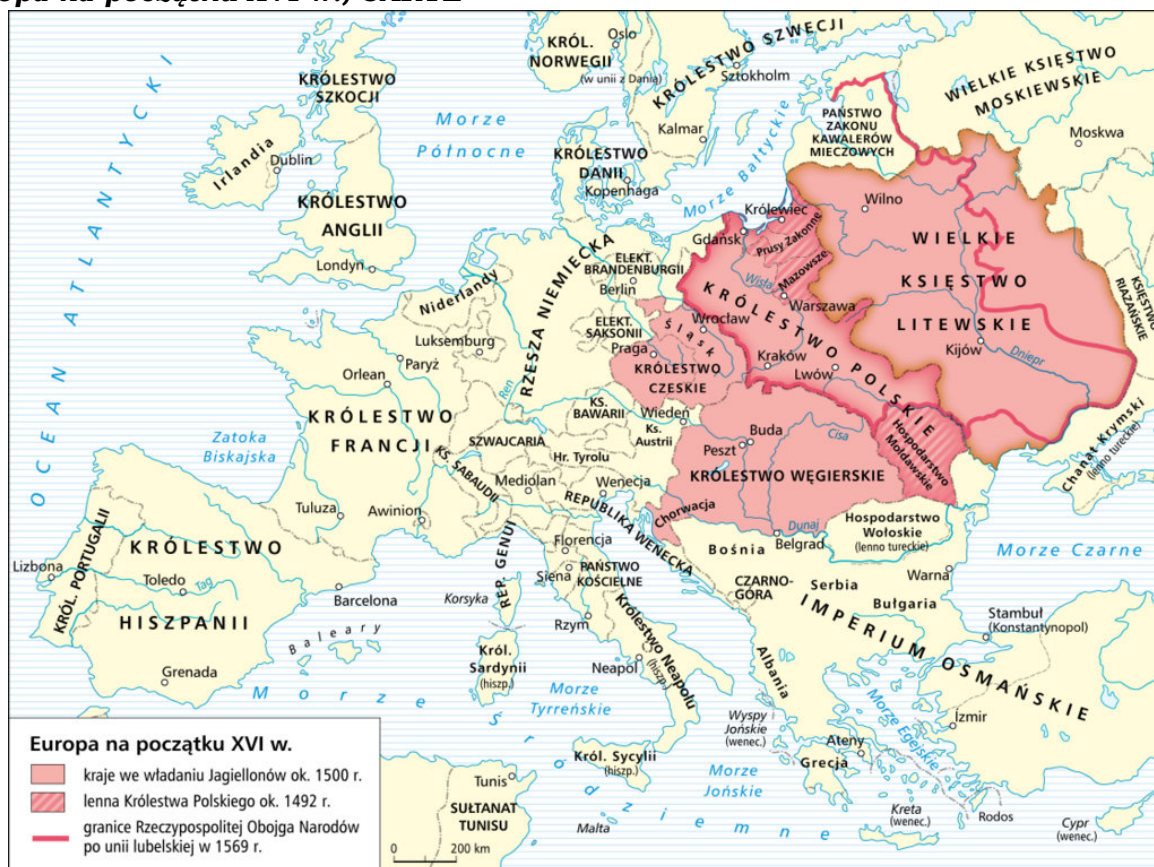 KRÓL.
NORWEGII
(w unii z Danią)
Oslo
KRÓLESTWO SZWECJI
Sztokholm
Kalmar
WIELKIE KSIĘSTWO
MOSKIEWSKIE
Moskwa
KRÓLESTWO
SZKOCJI
OCEAN ATLANTYCKI
Morze
Północne
Morze Bałtyckie
PAŃSTWO
ZAKONU
KAWALERÓW
MIECZOWYCH
Irlandia
Dublin
KRÓLESTWO
DANII
Kopenhaga
KRÓLESTWO
ANGLII
Londyn
Królewiec
Gdańsk
Prusy Zakonne
Mazowsze
Wilno
WIELKIE
KSIĘSTWO
LITEWSKIE
KSIĘSTWO
RIAZAŃSKIE
Kijów
Dniepr
Niderlandy
RZESZA NIEMIECKA
ELEKT.
BRANDENBURGII
Berlin
Wisła
Warszawa
KRÓLESTWO POLSKIE
Wrocław
Śląsk
ELEKT.
SAKSONII
Praga
KRÓLESTWO
CZESKIE
Kraków
Lwów
Luksemburg
Paryż
Orlean
Ren
KRÓLESTWO
FRANCJI
Zatoka
Biskajska
KS.
BAWARII
Wiedeń
Ks.
Austrii
SZWAJCARIA
Hr. Tyrolu
KS. SABAUDII
Mediolan
Wenecja
Buda
Peszt
Cisa
KRÓLESTWO WĘGIERSKIE
Hospodarstwo
Mołdawskie
Chanat Krymski
(lenno tureckie)
Chorwacja
Tuluza
Awinion
REP. GENUI
REPUBLIKA WENECKA
Florencja
Siena
PAŃSTWO
KOŚCIELNE
Bośnia
Dunaj
Belgrad
Hospodarstwo
Wołoskie
(lenno tureckie)
Morze Czarne
KRÓL. PORTUGALII
Lizbona
KRÓLESTWO
HISZPANII
Toledo
Tag
Barcelona
Baleary
Grenada
Korsyka
Rzym
Król.
Sardynii
(hiszp.)
Neapol
Królestwo Neapolu
(hiszp.)
CZARNO-
GÓRA
Serbia
Bułgaria
Warna
IMPERIUM OSMAŃSKIE
Stambuł
(Konstantynopol)
Albania
Morze Śródziemne
Morze
Tyrreńskie
Wyspy
Jońskie
(wenec.)
Morze
Jońskie
Ateny
Grecja
Morze Egejskie
İzmir
Król. Sycylii
(hiszp.)
Tunis
SUŁTANAT
TUNISU
Malta
Kreta
(wenec.)
Rodos
Cypr
(wenec.)
Europa na początku XVI w.
kraje we władaniu Jagiellonów ok. 1500 r.
lenna Królestwa Polskiego ok. 1492 r.
granice Rzeczypospolitej Obojga Narodów
po unii lubelskiej w 1569 r.
0 200 km